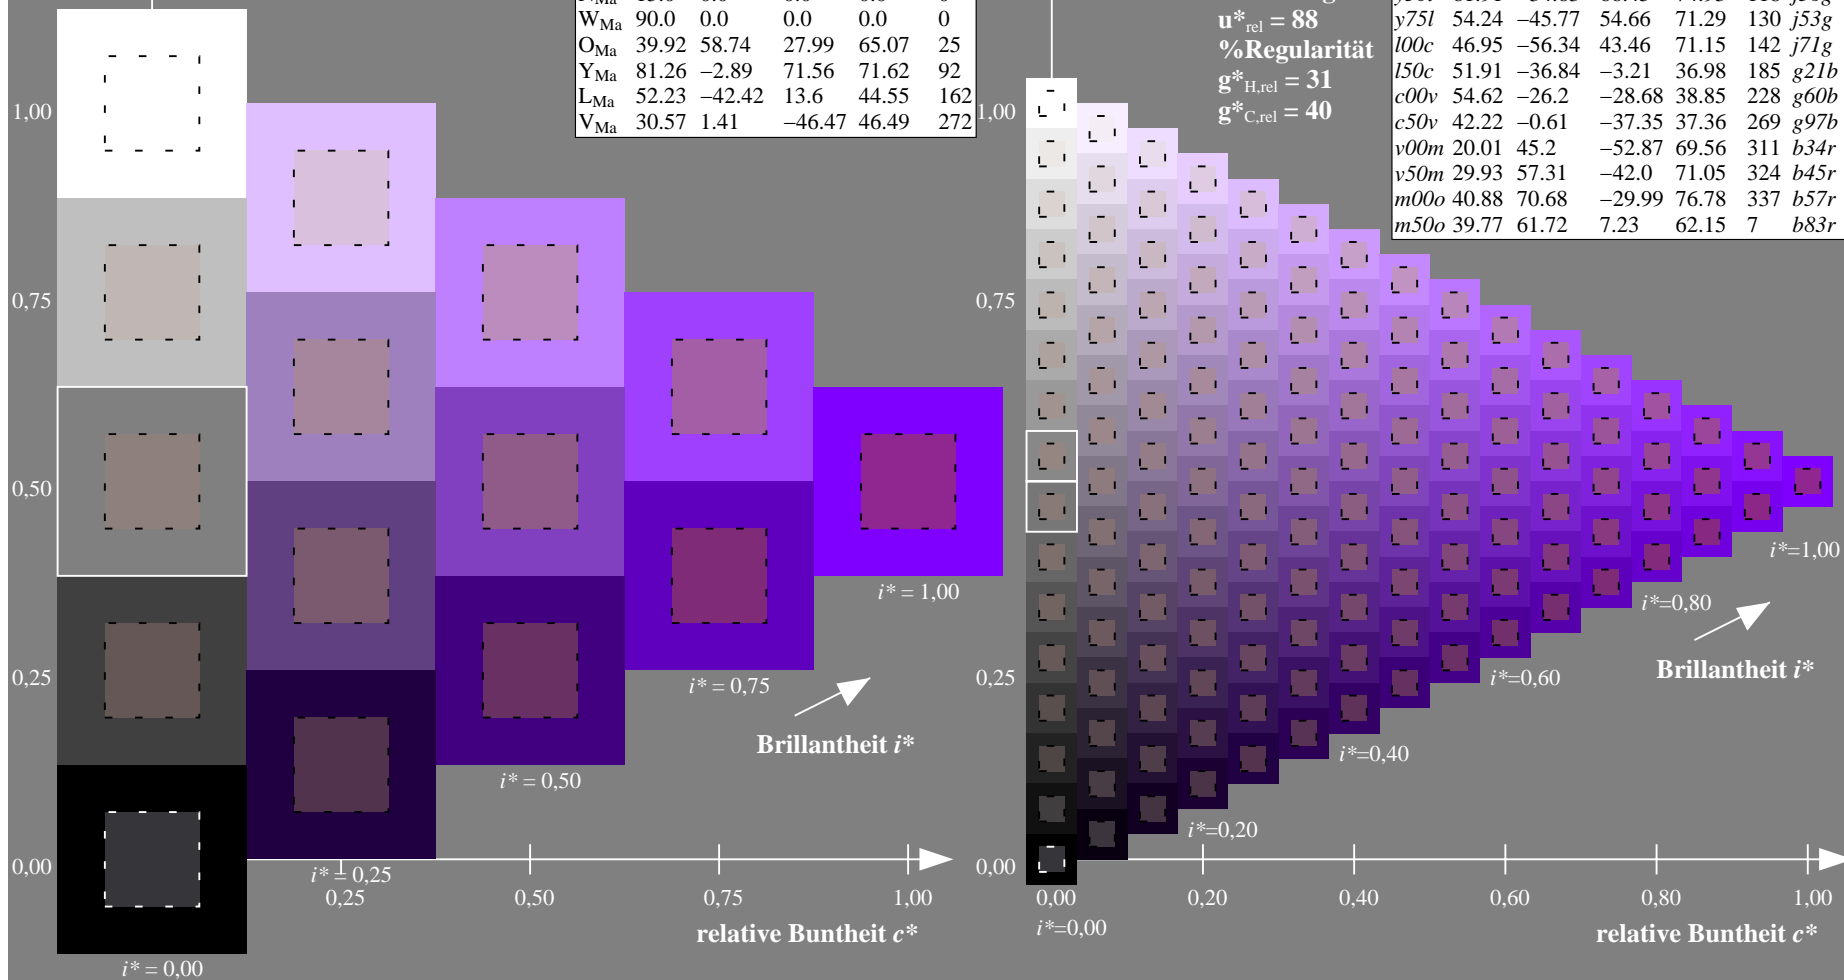 W_Ma 90.0 0.0 0.0 0.0 0
O_Ma 39.92 58.74 27.99 65.07 25
Y_Ma 81.26 −2.89 71.56 71.62 92
L_Ma 52.23 −42.42 13.6 44.55 162
V_Ma 30.57 1.41 −46.47 46.49 272
1,00
0,75
0,50
0,25
0,00
i* = 1,00
i* = 0,75
i* = 0,50
i* = 0,25
i* = 0,00
Brillantheit i*
0,25 0,50 0,75 1,00
relative Buntheit c*
u*rel = 88
%Regularität
g*H,rel = 31
g*C,rel = 40
y75l 54.24 −45.77 54.66 71.29 130 j53g
l00c 46.95 −56.34 43.46 71.15 142 j71g
l50c 51.91 −36.84 −3.21 36.98 185 g21b
c00v 54.62 −26.2 −28.68 38.85 228 g60b
c50v 42.22 −0.61 −37.35 37.36 269 g97b
v00m 20.01 45.2 −52.87 69.56 311 b34r
v50m 29.93 57.31 −42.0 71.05 324 b45r
m00o 40.88 70.68 −29.99 76.78 337 b57r
m50o 39.77 61.72 7.23 62.15 7 b83r
1,00
0,75
0,25
0,00
i*=1,00
i*=0,80
i*=0,60
i*=0,40
i*=0,20
Brillantheit i*
0,00 0,20 0,40 0,60 0,80 1,00
i*=0,00
relative Buntheit c*